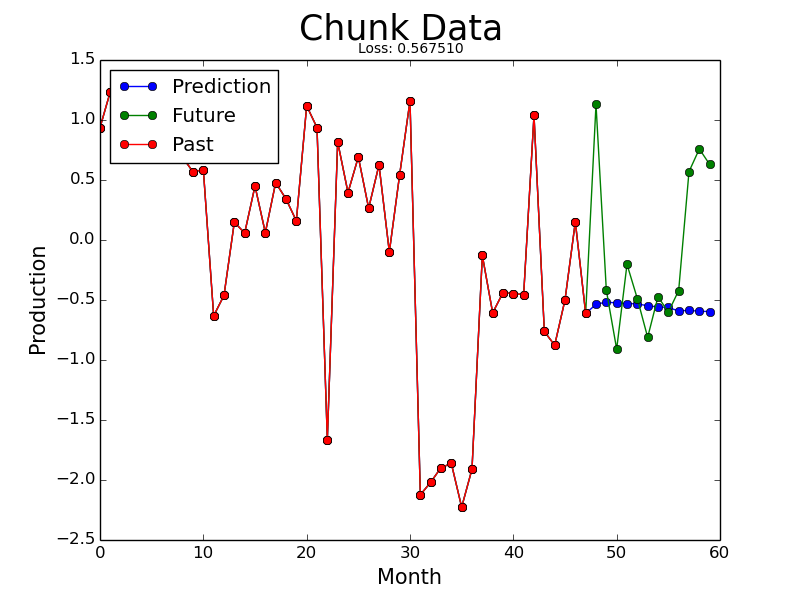 Chunk Data
Loss: 0.567510
Prediction
Future
Past
1.5
1.0
0.5
0.0
−0.5
−1.0
−1.5
−2.0
−2.5
Production
0 10 20 30 40 50 60
Month